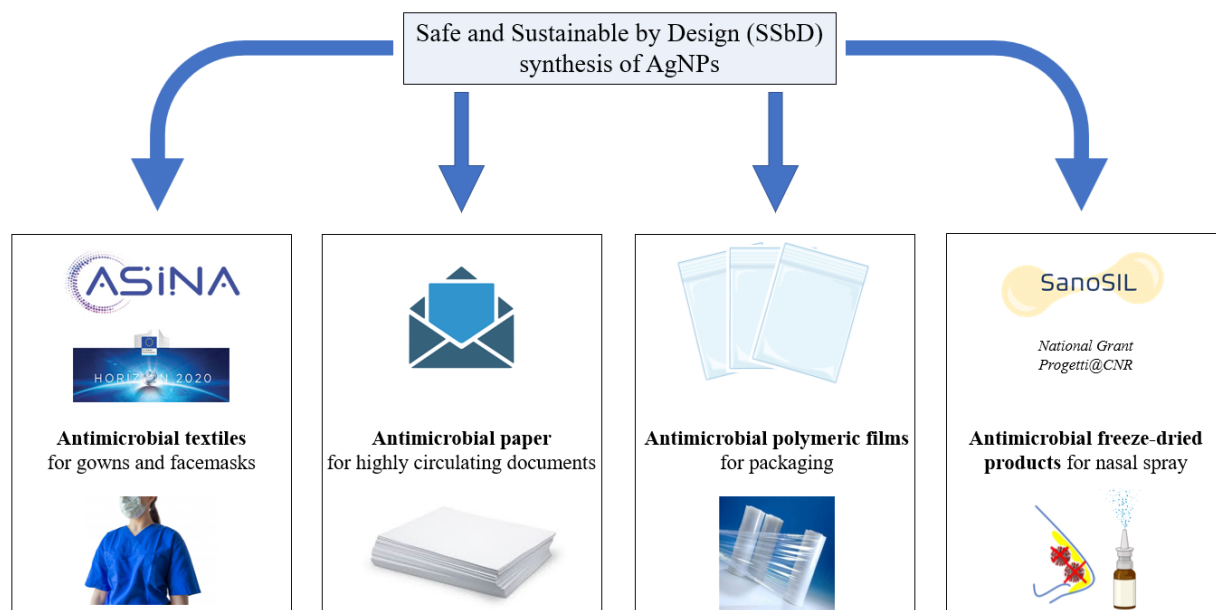 Safe and Sustainable by Design (SSbD)
synthesis of AgNPs
ASiNA
HORIZON 2020
Antimicrobial textiles
for gowns and facemasks
Antimicrobial paper
for highly circulating documents
Antimicrobial polymeric films
for packaging
SanoSIL
National Grant
Progetti@CNR
Antimicrobial freeze-dried
products for nasal spray